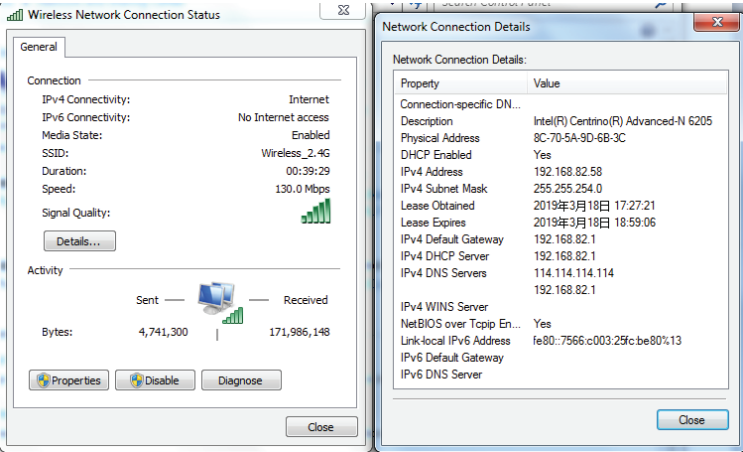 Wireless Network Connection Status
General
Connection
IPv4 Connectivity: Internet
IPv6 Connectivity: No Internet access
Media State: Enabled
SSID: Wireless_2.4G
Duration: 00:39:29
Speed: 130.0 Mbps
Signal Quality:
Details...
Activity
Sent Received
Bytes: 4,741,300 171,986,148
Properties Disable Diagnose
Close
Search Control Panel
Network Connection Details
Network Connection Details:
Property Value
Connection-specific DN...
Description Intel(R) Centrino(R) Advanced-N 6205
Physical Address 8C-70-5A-9D-6B-3C
DHCP Enabled Yes
IPv4 Address 192.168.82.58
IPv4 Subnet Mask 255.255.254.0
Lease Obtained 2019年3月18日 17:27:21
Lease Expires 2019年3月18日 18:59:06
IPv4 Default Gateway 192.168.82.1
IPv4 DHCP Server 192.168.82.1
IPv4 DNS Servers 114.114.114.114
192.168.82.1
IPv4 WINS Server
NetBIOS over Tcpip En... Yes
Link-local IPv6 Address fe80::7566:c003:25fc:be80%13
IPv6 Default Gateway
IPv6 DNS Server
Close